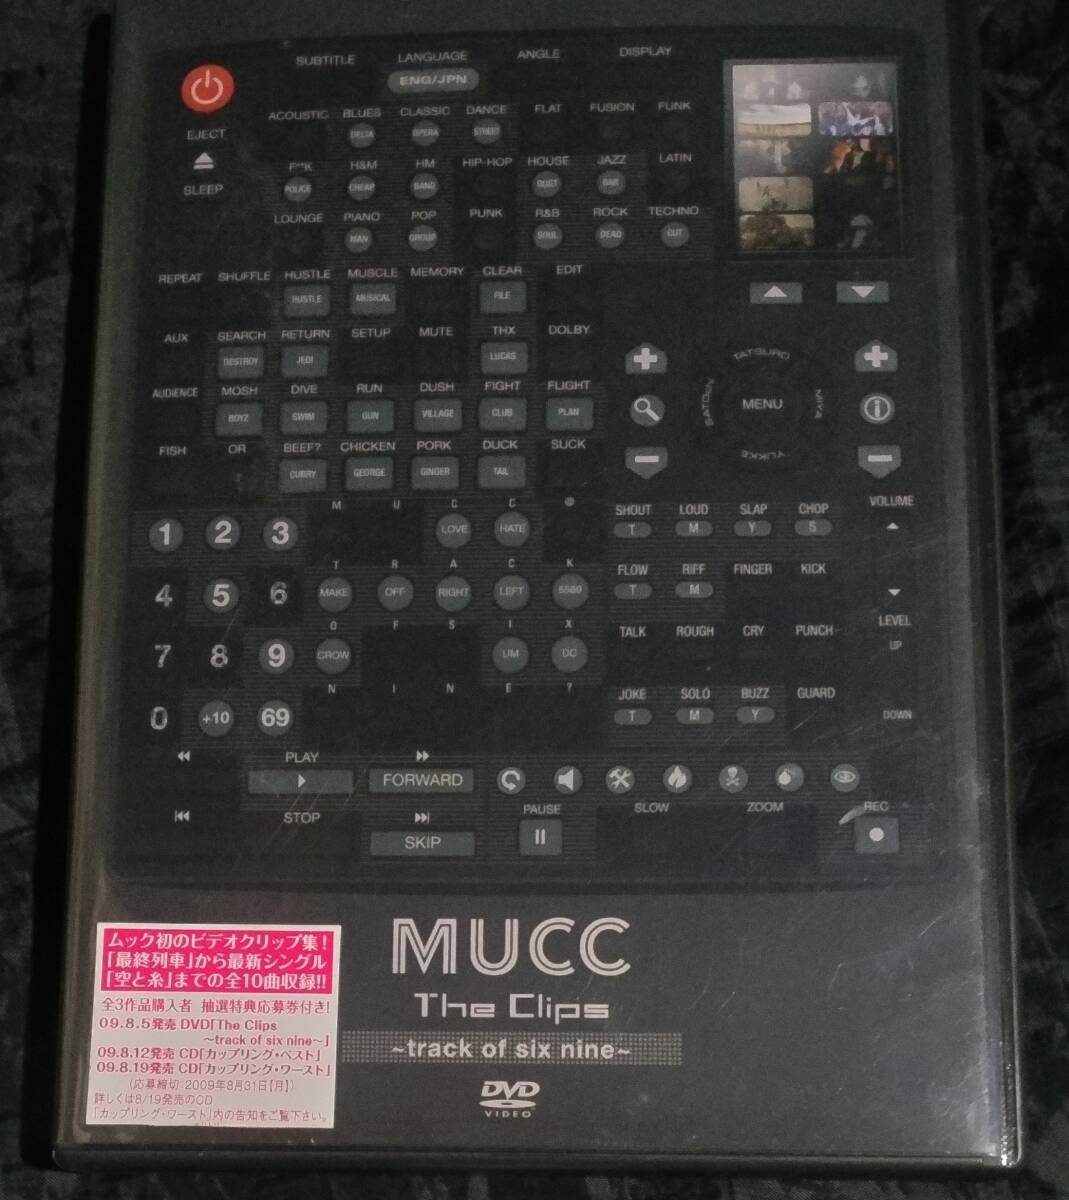 SUBTITLE LANGUAGE ANGLE DISPLAY
ENG/JPN
EJECT
SLEEP
ACOUSTIC BLUES CLASSIC DANCE FLAT FUSION FUNK
DELTA OPERA STREET
F**K H&M HM HIP-HOP HOUSE JAZZ LATIN
POLICE CHEAP BAND DUST BAR
LOUNGE PIANO POP PUNK R&B ROCK TECHNO
MAN GROUP SOUL DEAD CUT
REPEAT SHUFFLE HUSTLE MUSCLE MEMORY CLEAR EDIT
HUSTLE MUSICAL FILE
AUX SEARCH RETURN SETUP MUTE THX DOLBY
DESTROY JEDI LUCAS
AUDIENCE MOSH DIVE RUN DUSH FIGHT FLIGHT
BOYZ SWIM GUN VILLAGE CLUB PLAN
FISH OR BEEF? CHICKEN PORK DUCK SUCK
CURRY GEORGE GINGER TAIL
TATSURO
MIYA
YUKKE
SATOCHI
MENU
M U C C
LOVE HATE
1 2 3
T R A C K
4 5 6 MAKE OFF RIGHT LEFT 5569
O F S I X
7 8 9 CROW LIM DC
N I N E ?
0 +10 69
SHOUT LOUD SLAP CHOP
T M Y S
FLOW RIFF FINGER KICK
T M
TALK ROUGH CRY PUNCH
JOKE SOLO BUZZ GUARD
T M Y
VOLUME
LEVEL
UP
DOWN
PLAY
FORWARD
STOP
SKIP
PAUSE SLOW ZOOM REC
MUCC
The Clips
~track of six nine~
DVD
VIDEO
ムック初のビデオクリップ集!
「最終列車」から最新シングル
「空と糸」までの全10曲収録!!
全3作品購入者 抽選特典応募券付き!
09.8.5発売 DVD「The Clips
~track of six nine~」
09.8.12発売 CD「カップリング・ベスト」
09.8.19発売 CD「カップリング・ワースト」
(応募締切:2009年8月31日【月】)
詳しくは8/19発売のCD
「カップリング・ワースト」内の告知をご覧下さい。